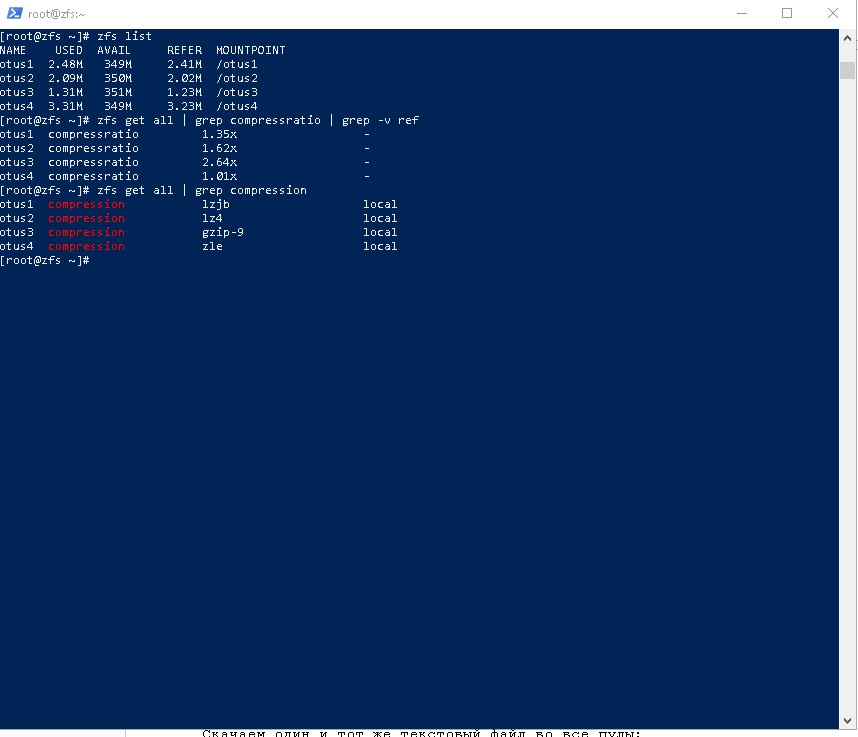 root@zfs:~
[root@zfs ~]# zfs list
NAME    USED  AVAIL     REFER  MOUNTPOINT
otus1  2.48M   349M     2.41M  /otus1
otus2  2.09M   350M     2.02M  /otus2
otus3  1.31M   351M     1.23M  /otus3
otus4  3.31M   349M     3.23M  /otus4
[root@zfs ~]# zfs get all | grep compressratio | grep -v ref
otus1  compressratio         1.35x                  -
otus2  compressratio         1.62x                  -
otus3  compressratio         2.64x                  -
otus4  compressratio         1.01x                  -
[root@zfs ~]# zfs get all | grep compression
otus1  compression           lzjb                   local
otus2  compression           lz4                    local
otus3  compression           gzip-9                 local
otus4  compression           zle                    local
[root@zfs ~]#
Скачаем один и тот же текстовый файл во все пулы: